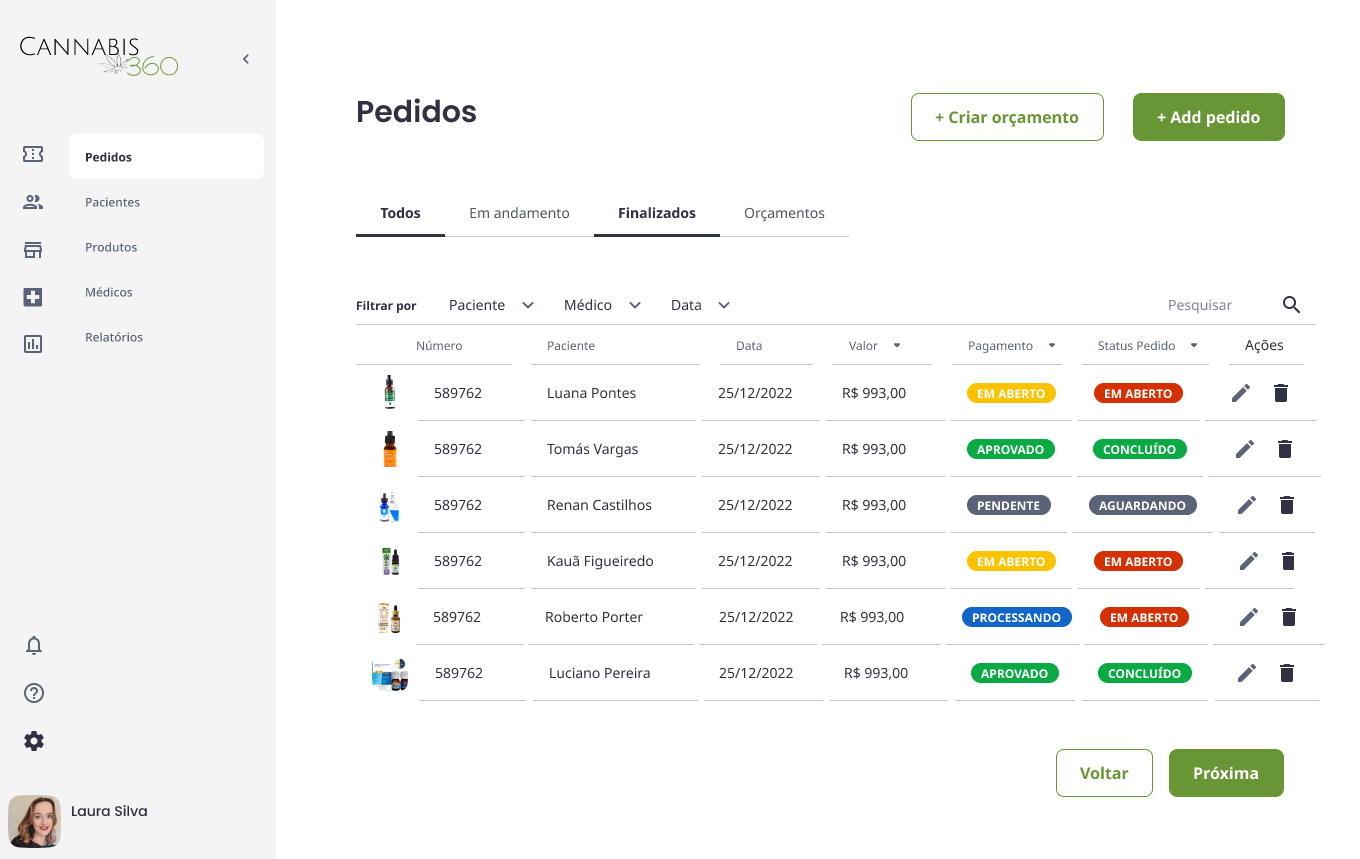 CANNABIS
360
Pedidos
Pacientes
Produtos
Médicos
Relatórios
Laura Silva
Pedidos
+ Criar orçamento
+ Add pedido
Todos Em andamento Finalizados Orçamentos
Filtrar por Paciente Médico Data Pesquisar
Número Paciente Data Valor Pagamento Status Pedido Ações
589762 Luana Pontes 25/12/2022 R$ 993,00 EM ABERTO EM ABERTO
589762 Tomás Vargas 25/12/2022 R$ 993,00 APROVADO CONCLUÍDO
589762 Renan Castilhos 25/12/2022 R$ 993,00 PENDENTE AGUARDANDO
589762 Kauã Figueiredo 25/12/2022 R$ 993,00 EM ABERTO EM ABERTO
589762 Roberto Porter 25/12/2022 R$ 993,00 PROCESSANDO EM ABERTO
589762 Luciano Pereira 25/12/2022 R$ 993,00 APROVADO CONCLUÍDO
Voltar Próxima